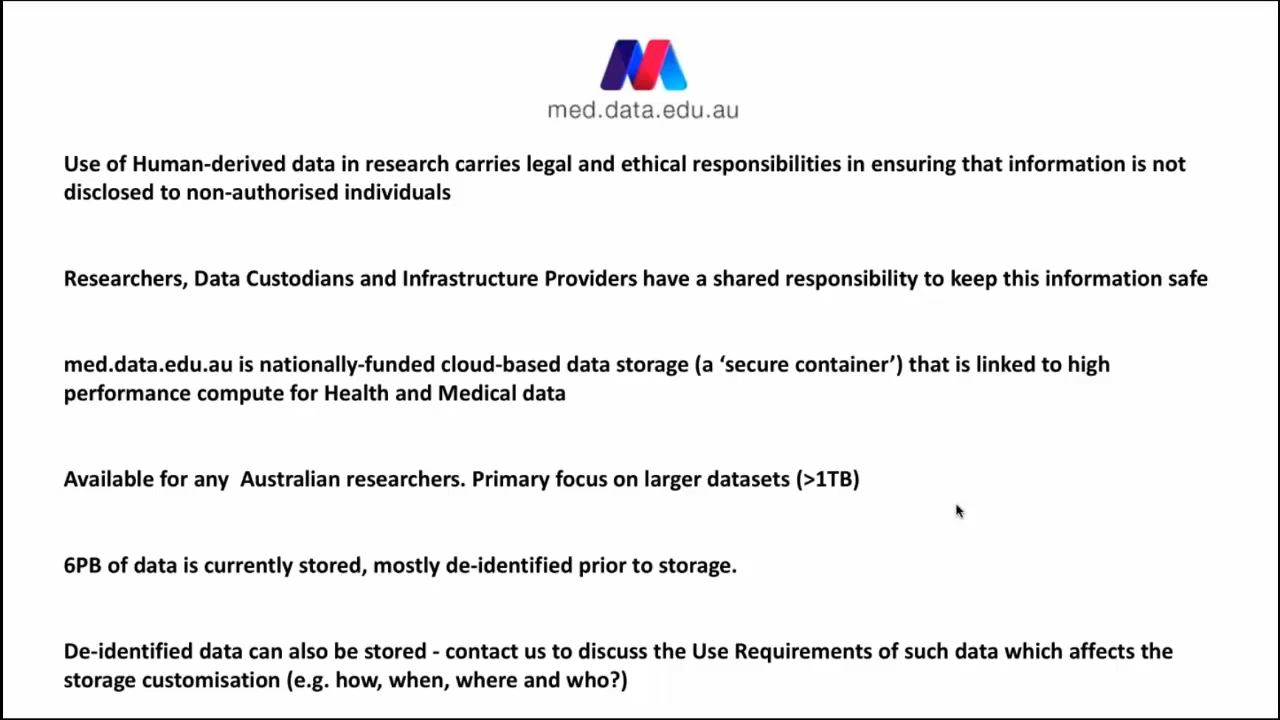 med.data.edu.au
Use of Human-derived data in research carries legal and ethical responsibilities in ensuring that information is not
disclosed to non-authorised individuals
Researchers, Data Custodians and Infrastructure Providers have a shared responsibility to keep this information safe
med.data.edu.au is nationally-funded cloud-based data storage (a ‘secure container’) that is linked to high
performance compute for Health and Medical data
Available for any  Australian researchers. Primary focus on larger datasets (>1TB)
6PB of data is currently stored, mostly de-identified prior to storage.
De-identified data can also be stored - contact us to discuss the Use Requirements of such data which affects the
storage customisation (e.g. how, when, where and who?)